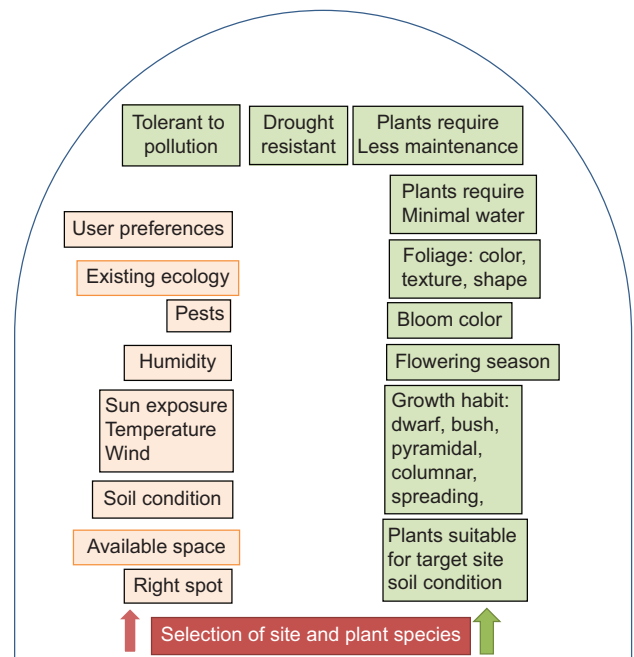 Tolerant to
pollution
Drought
resistant
Plants require
Less maintenance
Plants require
Minimal water
User preferences
Foliage: color,
texture, shape
Existing ecology
Pests
Bloom color
Humidity
Flowering season
Sun exposure
Temperature
Wind
Growth habit:
dwarf, bush,
pyramidal,
columnar,
spreading,
Soil condition
Available space
Plants suitable
for target site
soil condition
Right spot
Selection of site and plant species